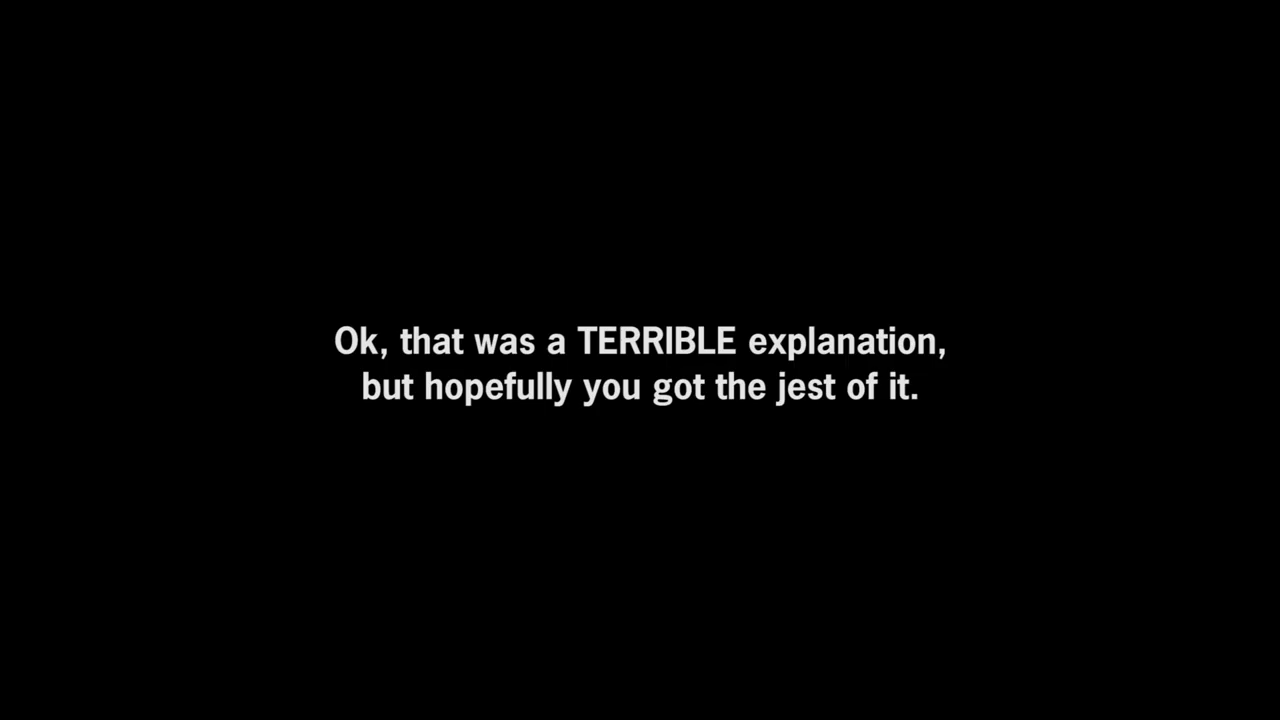 Ok, that was a TERRIBLE explanation,
but hopefully you got the jest of it.